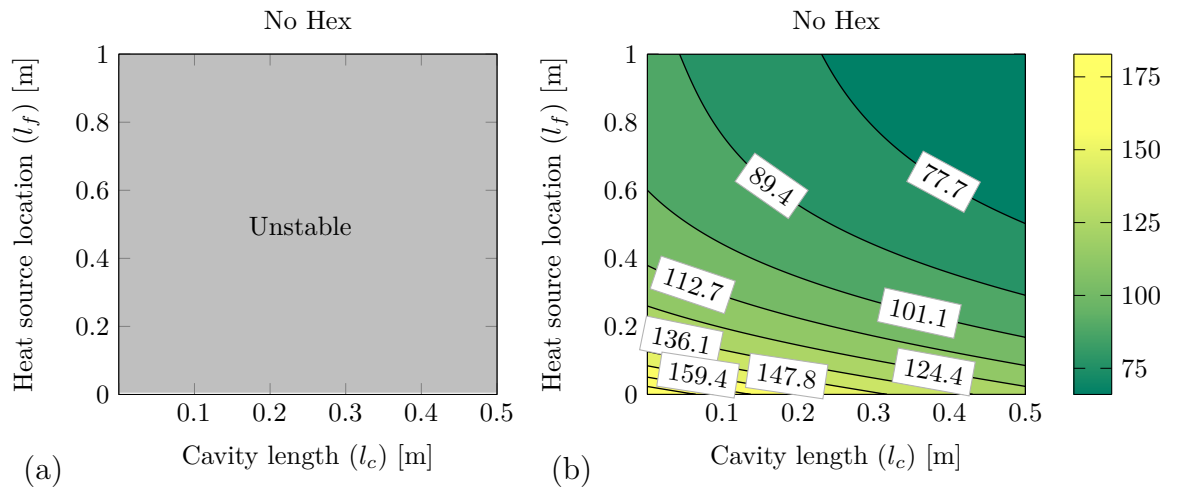 No Hex
1
0.8
0.6
0.4
0.2
0
Heat source location (l_f) [m]
Unstable
0.1 0.2 0.3 0.4 0.5
Cavity length (l_c) [m]
(a)
No Hex
1
0.8
0.6
0.4
0.2
0
Heat source location (l_f) [m]
89.4
77.7
112.7
101.1
136.1
124.4
159.4
147.8
0.1 0.2 0.3 0.4 0.5
Cavity length (l_c) [m]
(b)
175
150
125
100
75